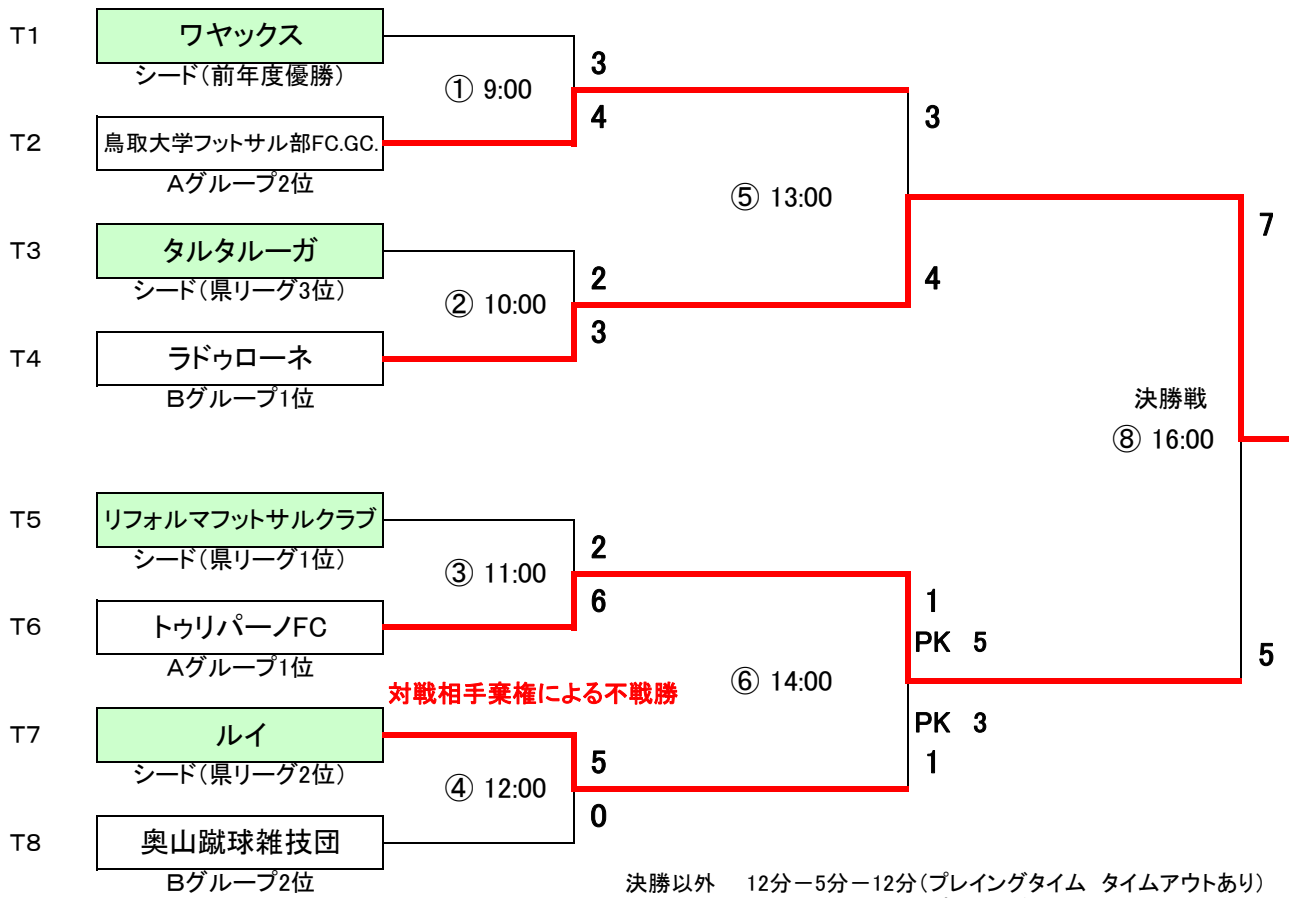 T1
ワヤックス
シード(前年度優勝)
① 9:00
3
4
T2
鳥取大学フットサル部FC.GC.
Aグループ2位
3
⑤ 13:00
4
T3
タルタルーガ
シード(県リーグ3位)
② 10:00
2
3
T4
ラドゥローネ
Bグループ1位
7
決勝戦
⑧ 16:00
5
T5
リフォルマフットサルクラブ
シード(県リーグ1位)
③ 11:00
2
6
T6
トゥリパーノFC
Aグループ1位
1
PK 5
⑥ 14:00
PK 3
1
対戦相手棄権による不戦勝
T7
ルイ
シード(県リーグ2位)
④ 12:00
5
0
T8
奥山蹴球雑技団
Bグループ2位
決勝以外 12分-5分-12分(プレイングタイム タイムアウトあり)